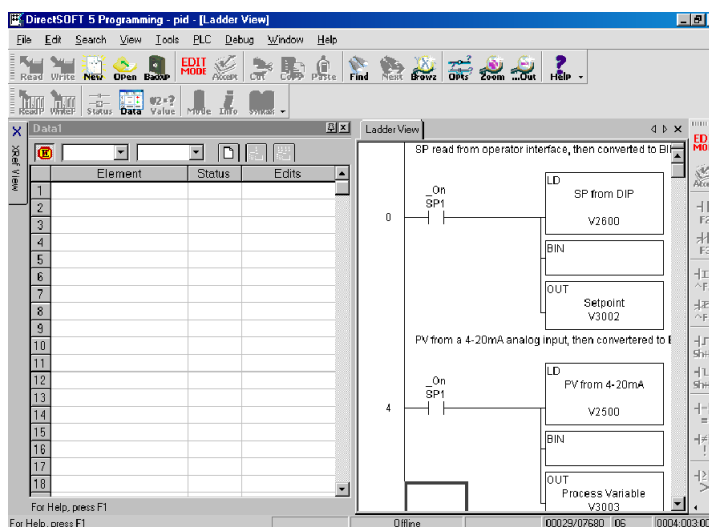 DirectSOFT 5 Programming - pid - [Ladder View]
File Edit Search View Tools PLC Debug Window Help
EDIT MODE
Read Write New Open Backup Accept Cut Copy Paste Find Next Browz Opts Zoom ...Out Help
Read P Write P Status Data Value Mode Info Syntax
xRef View
Data1
Element Status Edits
1
2
3
4
5
6
7
8
9
10
11
12
13
14
15
16
17
18
For Help, press F1
Ladder View
SP read from operator interface, then converted to
0
_On
SP1
LD
SP from DIP
V2600
BIN
OUT
Setpoint
V3002
PV from a 4-20mA analog input, then convertered to
4
_On
SP1
LD
PV from 4-20mA
V2500
BIN
OUT
Process Variable
V3003
For Help, press F1
Offline 00029/07680 06 0004:003:00